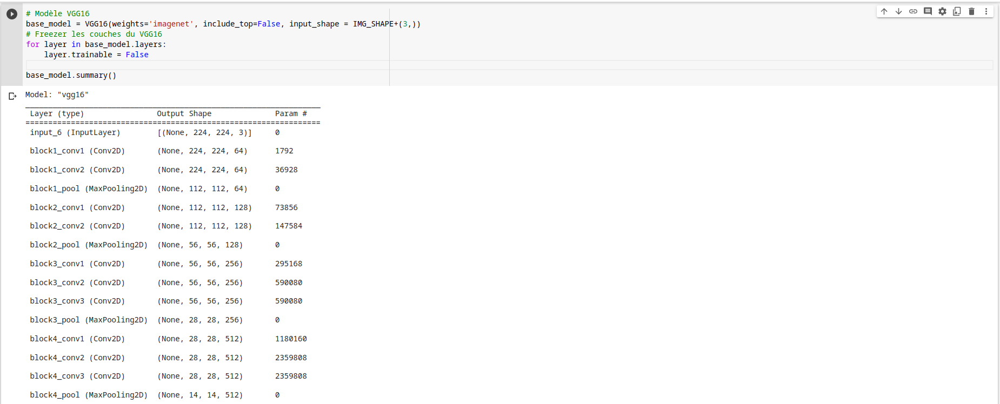 # Modèle VGG16
base_model = VGG16(weights='imagenet', include_top=False, input_shape = IMG_SHAPE+(3,))
# Freezer les couches du VGG16
for layer in base_model.layers:
    layer.trainable = False
base_model.summary()
Model: "vgg16"
Layer (type) Output Shape Param #
=================================================================
input_6 (InputLayer) [(None, 224, 224, 3)] 0
block1_conv1 (Conv2D) (None, 224, 224, 64) 1792
block1_conv2 (Conv2D) (None, 224, 224, 64) 36928
block1_pool (MaxPooling2D) (None, 112, 112, 64) 0
block2_conv1 (Conv2D) (None, 112, 112, 128) 73856
block2_conv2 (Conv2D) (None, 112, 112, 128) 147584
block2_pool (MaxPooling2D) (None, 56, 56, 128) 0
block3_conv1 (Conv2D) (None, 56, 56, 256) 295168
block3_conv2 (Conv2D) (None, 56, 56, 256) 590080
block3_conv3 (Conv2D) (None, 56, 56, 256) 590080
block3_pool (MaxPooling2D) (None, 28, 28, 256) 0
block4_conv1 (Conv2D) (None, 28, 28, 512) 1180160
block4_conv2 (Conv2D) (None, 28, 28, 512) 2359808
block4_conv3 (Conv2D) (None, 28, 28, 512) 2359808
block4_pool (MaxPooling2D) (None, 14, 14, 512) 0